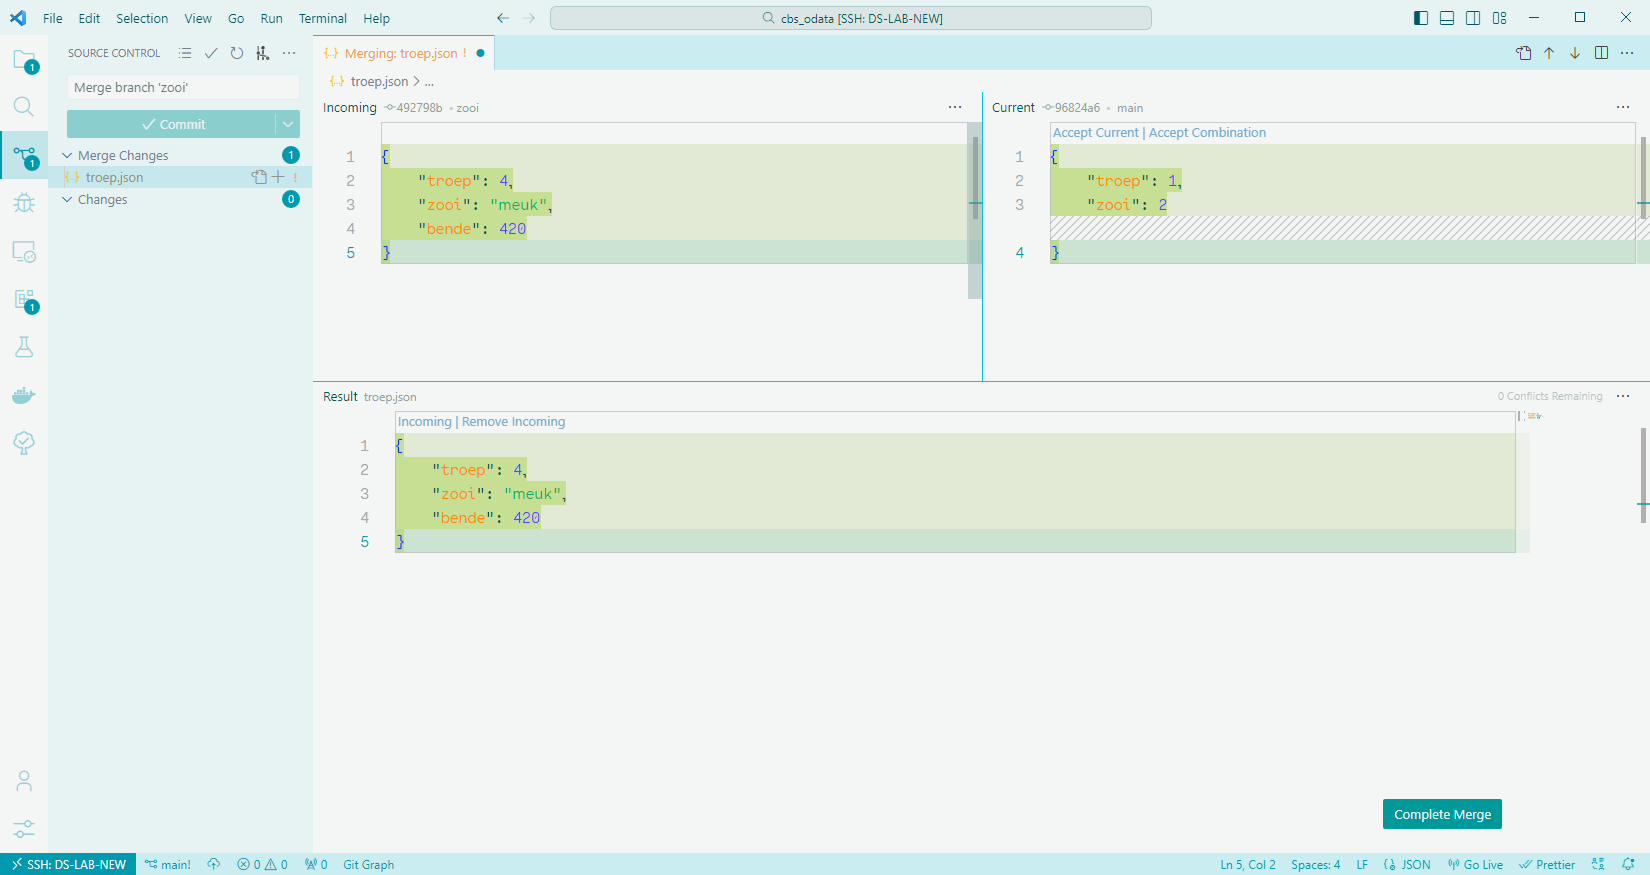 File Edit Selection View Go Run Terminal Help
cbs_odata [SSH: DS-LAB-NEW]
SOURCE CONTROL
Merge branch 'zooi'
Commit
Merge Changes 1
{..} troep.json !
Changes 0
1
1
1
{..} Merging: troep.json !
{..} troep.json > ...
Incoming 492798b • zooi
1 {
2 "troep": 4,
3 "zooi": "meuk",
4 "bende": 420
5 }
Current 96824a6 • main
Accept Current | Accept Combination
1 {
2 "troep": 1,
3 "zooi": 2
4 }
Result troep.json
0 Conflicts Remaining
Incoming | Remove Incoming
1 {
2 "troep": 4,
3 "zooi": "meuk",
4 "bende": 420
5 }
Complete Merge
SSH: DS-LAB-NEW main! 0 0 0 Git Graph Ln 5, Col 2 Spaces: 4 LF JSON Go Live Prettier